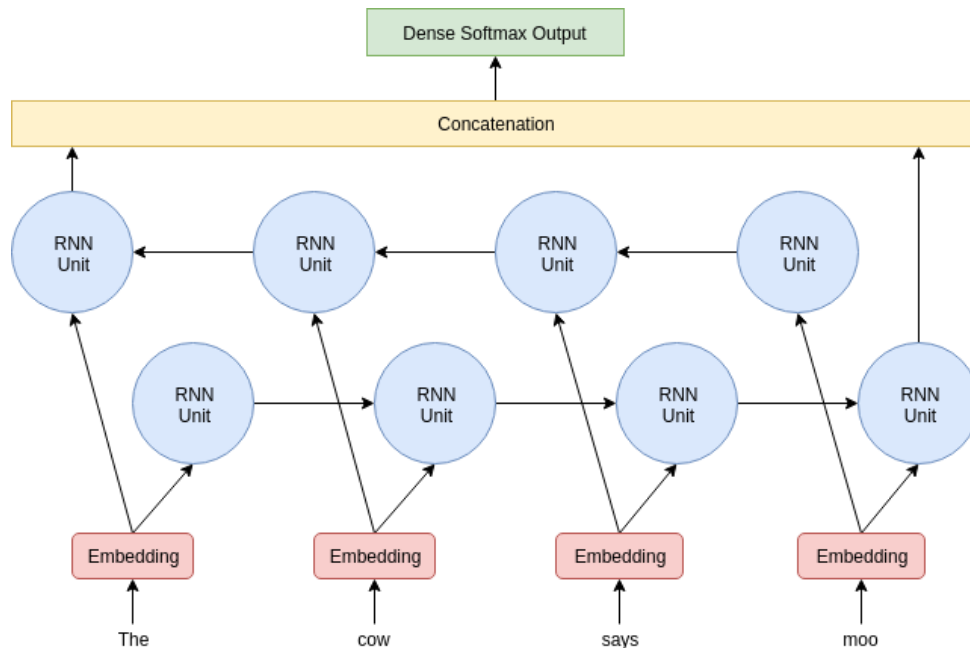 Dense Softmax Output
Concatenation
RNN
Unit
RNN
Unit
RNN
Unit
RNN
Unit
RNN
Unit
RNN
Unit
RNN
Unit
RNN
Unit
Embedding
Embedding
Embedding
Embedding
The
cow
says
moo